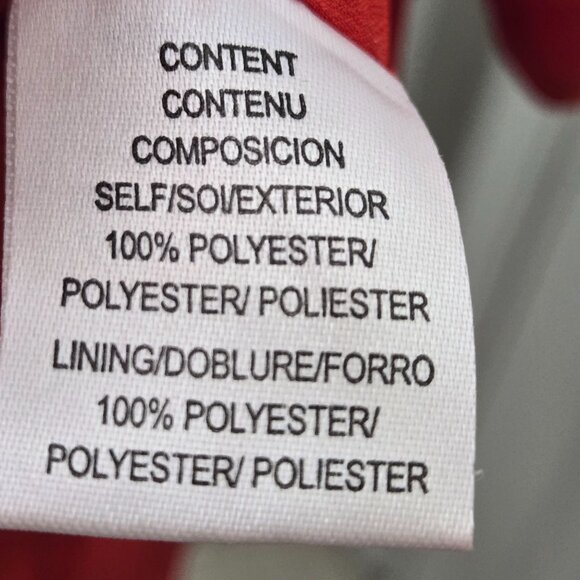 CONTENT
CONTENU
COMPOSICION
SELF/SOI/EXTERIOR
100% POLYESTER/
POLYESTER/ POLIESTER
LINING/DOBLURE/FORRO
100% POLYESTER/
POLYESTER/ POLIESTER